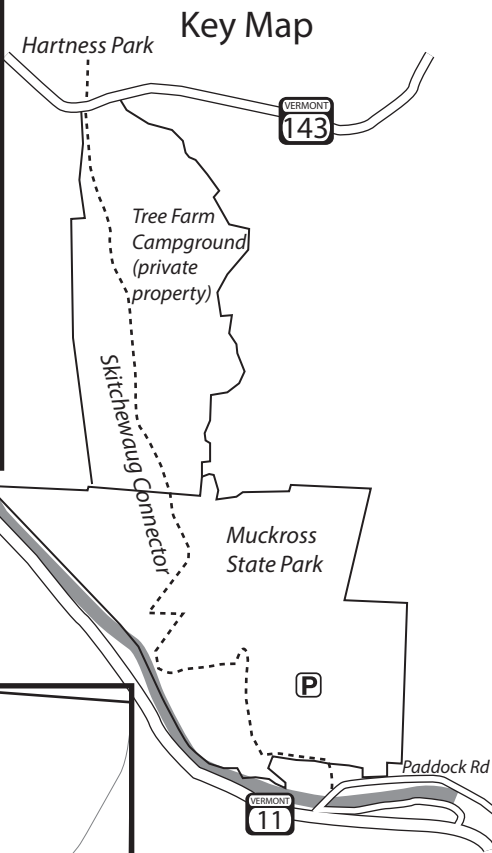 Key Map
Hartness Park
VERMONT
143
Tree Farm
Campground
(private
property)
Skitchewaug Connector
Muckross
State Park
P
Paddock Rd
VERMONT
11